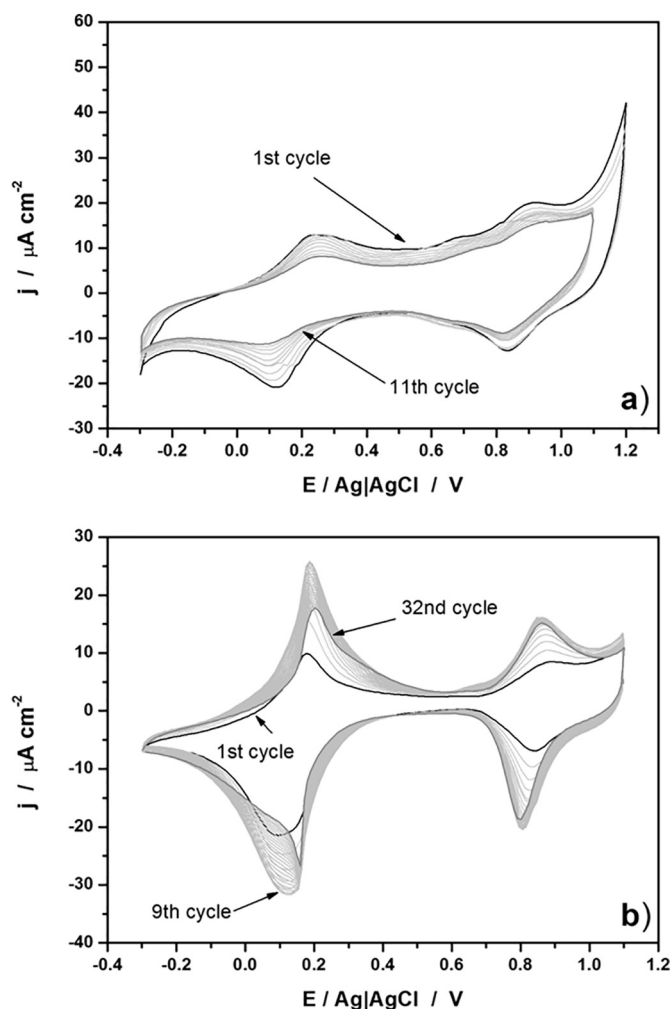 60
50
40
30
20
10
0
-10
-20
-30
j / μA cm-2
1st cycle
11th cycle
a)
-0.4 -0.2 0.0 0.2 0.4 0.6 0.8 1.0 1.2
E / Ag|AgCl / V
30
20
10
0
-10
-20
-30
-40
j / μA cm-2
32nd cycle
1st cycle
9th cycle
b)
-0.4 -0.2 0.0 0.2 0.4 0.6 0.8 1.0 1.2
E / Ag|AgCl / V